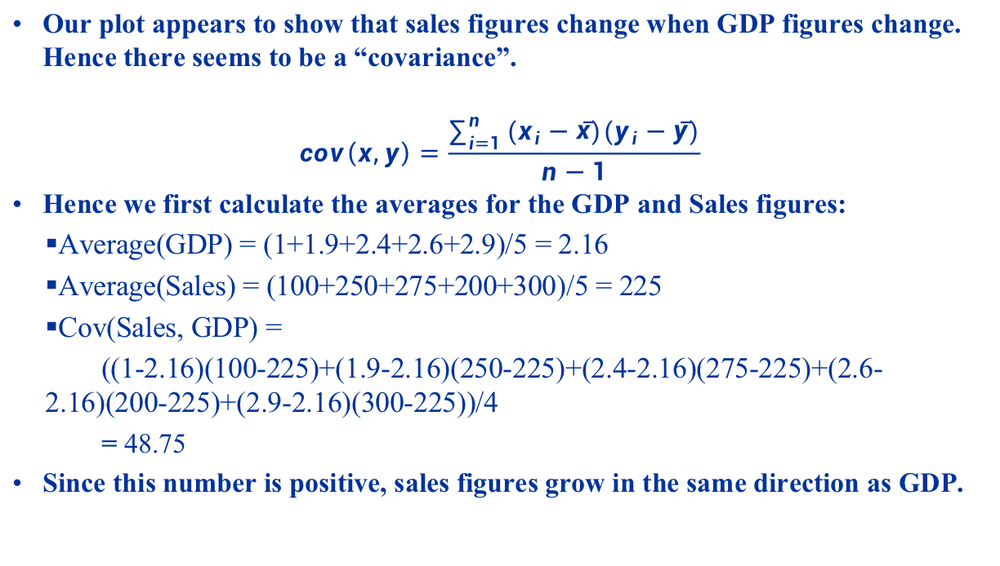 • Our plot appears to show that sales figures change when GDP figures change.
Hence there seems to be a “covariance”.
cov(x, y) = \frac{\sum_{i=1}^{n} (x_i − \bar{x})(y_i − \bar{y})}{n − 1}
• Hence we first calculate the averages for the GDP and Sales figures:
▪Average(GDP) = (1+1.9+2.4+2.6+2.9)/5 = 2.16
▪Average(Sales) = (100+250+275+200+300)/5 = 225
▪Cov(Sales, GDP) =
((1-2.16)(100-225)+(1.9-2.16)(250-225)+(2.4-2.16)(275-225)+(2.6-
2.16)(200-225)+(2.9-2.16)(300-225))/4
= 48.75
• Since this number is positive, sales figures grow in the same direction as GDP.